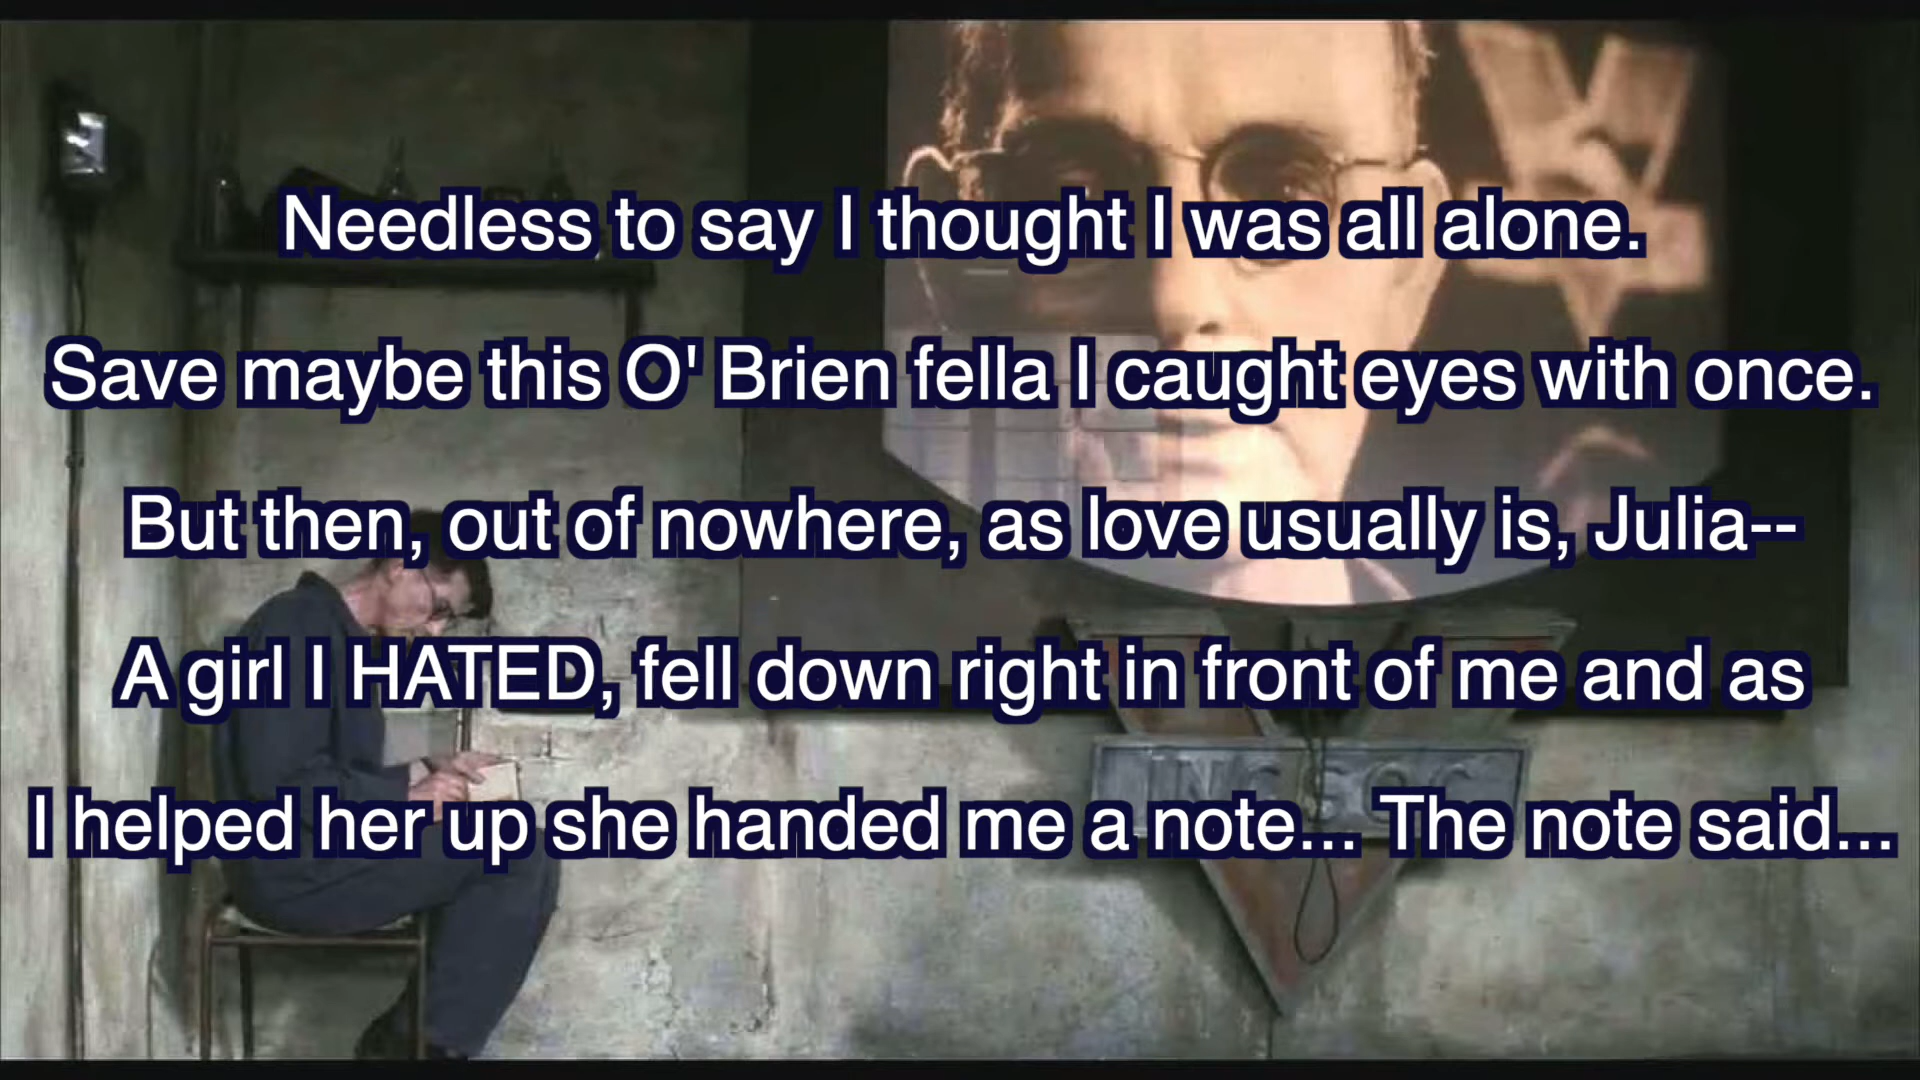 Needless to say I thought I was all alone.
Save maybe this O' Brien fella I caught eyes with once.
But then, out of nowhere, as love usually is, Julia--
A girl I HATED, fell down right in front of me and as
I helped her up she handed me a note... The note said...
INGSOC